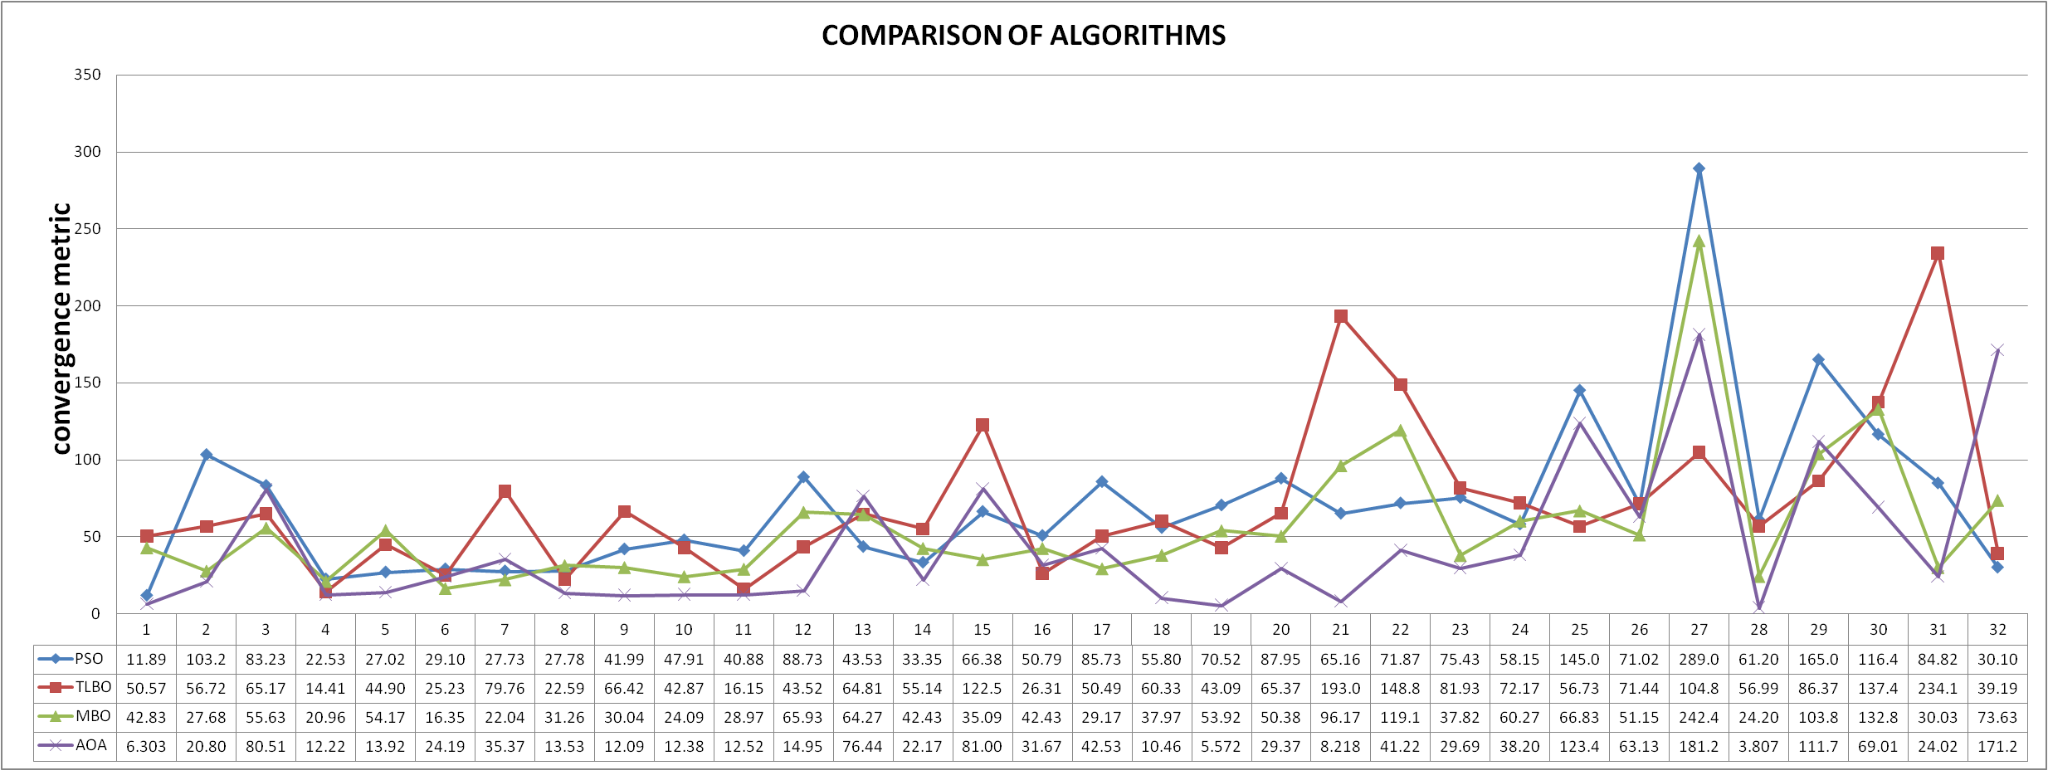 COMPARISON OF ALGORITHMS
convergence metric
350
300
250
200
150
100
50
0
1 2 3 4 5 6 7 8 9 10 11 12 13 14 15 16 17 18 19 20 21 22 23 24 25 26 27 28 29 30 31 32
PSO 11.89 103.2 83.23 22.53 27.02 29.10 27.73 27.78 41.99 47.91 40.88 88.73 43.53 33.35 66.38 50.79 85.73 55.80 70.52 87.95 65.16 71.87 75.43 58.15 145.0 71.02 289.0 61.20 165.0 116.4 84.82 30.10
TLBO 50.57 56.72 65.17 14.41 44.90 25.23 79.76 22.59 66.42 42.87 16.15 43.52 64.81 55.14 122.5 26.31 50.49 60.33 43.09 65.37 193.0 148.8 81.93 72.17 56.73 71.44 104.8 56.99 86.37 137.4 234.1 39.19
MBO 42.83 27.68 55.63 20.96 54.17 16.35 22.04 31.26 30.04 24.09 28.97 65.93 64.27 42.43 35.09 42.43 29.17 37.97 53.92 50.38 96.17 119.1 37.82 60.27 66.83 51.15 242.4 24.20 103.8 132.8 30.03 73.63
AOA 6.303 20.80 80.51 12.22 13.92 24.19 35.37 13.53 12.09 12.38 12.52 14.95 76.44 22.17 81.00 31.67 42.53 10.46 5.572 29.37 8.218 41.22 29.69 38.20 123.4 63.13 181.2 3.807 111.7 69.01 24.02 171.2